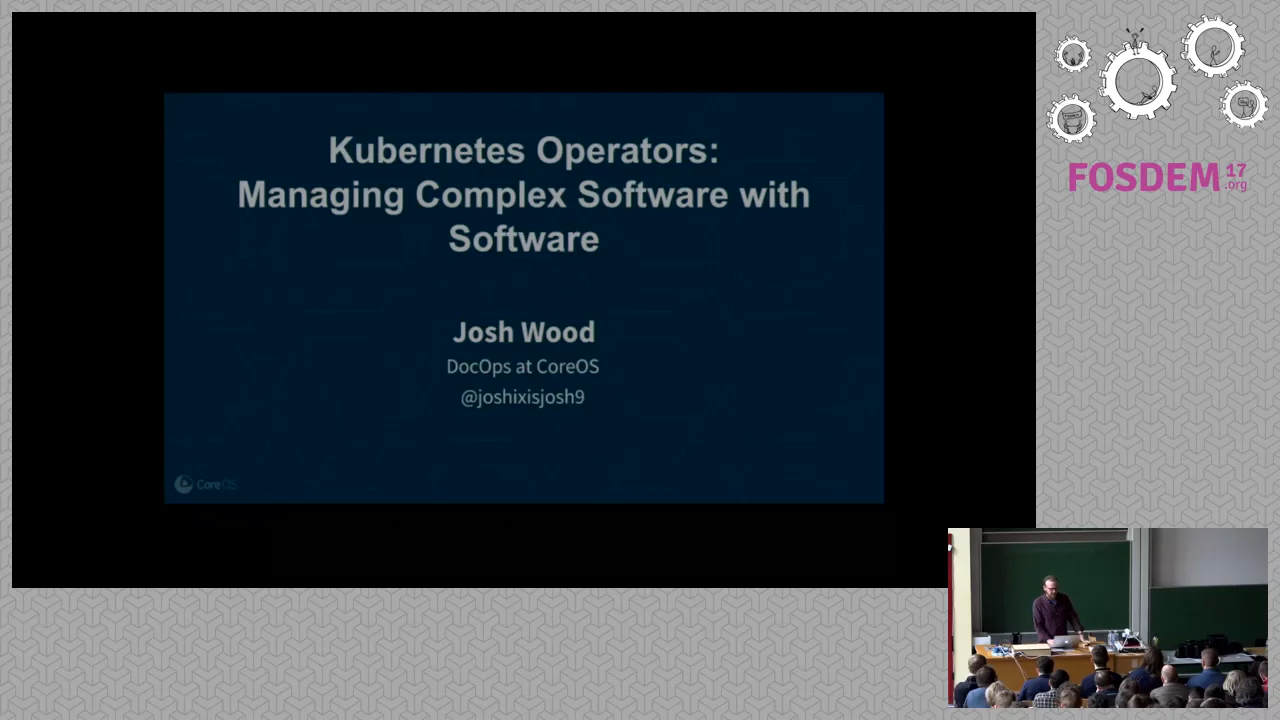 Kubernetes Operators:
Managing Complex Software with
Software
Josh Wood
DocOps at CoreOS
@joshixisjosh9
CoreOS
FOSDEM 17
.org